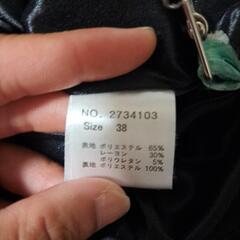 NO. 2734103
Size 38
表地 ポリエステル 65%
レーヨン 30%
ポリウレタン 5%
裏地 ポリエステル 100%